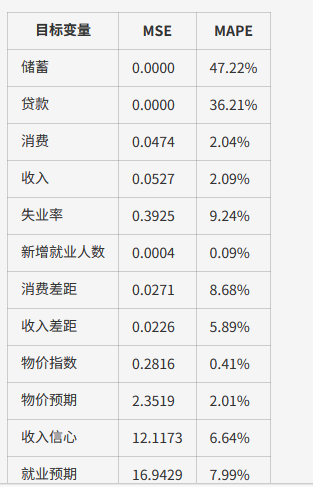 目标变量 MSE MAPE
储蓄 0.0000 47.22%
贷款 0.0000 36.21%
消费 0.0474 2.04%
收入 0.0527 2.09%
失业率 0.3925 9.24%
新增就业人数 0.0004 0.09%
消费差距 0.0271 8.68%
收入差距 0.0226 5.89%
物价指数 0.2816 0.41%
物价预期 2.3519 2.01%
收入信心 12.1173 6.64%
就业预期 16.9429 7.99%